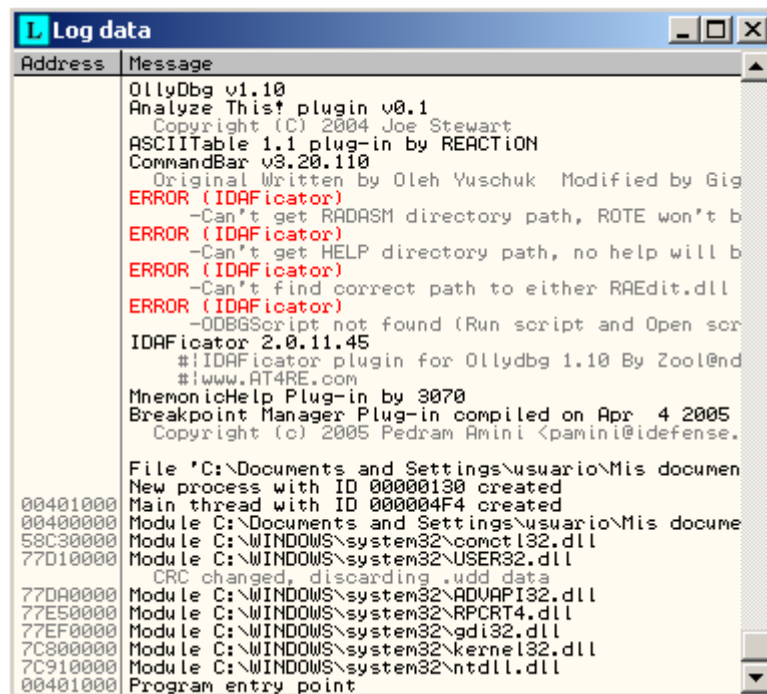 Log data
Address Message
OllyDbg v1.10
Analyze This! plugin v0.1
Copyright (C) 2004 Joe Stewart
ASCIITable 1.1 plug-in by REACTiON
CommandBar v3.20.110
Original Written by Oleh Yuschuk Modified by Gig
ERROR (IDAFicator)
-Can't get RADASM directory path, ROTE won't b
ERROR (IDAFicator)
-Can't get HELP directory path, no help will b
ERROR (IDAFicator)
-Can't find correct path to either RAEdit.dll
ERROR (IDAFicator)
-ODBGScript not found (Run script and Open scr
IDAFicator 2.0.11.45
#¦IDAFicator plugin for Ollydbg 1.10 By Zool@nd
#¦www.AT4RE.com
MnemonicHelp Plug-in by 3070
Breakpoint Manager Plug-in compiled on Apr 4 2005
Copyright (c) 2005 Pedram Amini <pamini@idefense.
File 'C:\Documents and Settings\usuario\Mis documen
New process with ID 00000130 created
00401000 Main thread with ID 000004F4 created
00400000 Module C:\Documents and Settings\usuario\Mis docume
58C30000 Module C:\WINDOWS\system32\comctl32.dll
77D10000 Module C:\WINDOWS\system32\USER32.dll
CRC changed, discarding .udd data
77DA0000 Module C:\WINDOWS\system32\ADVAPI32.dll
77E50000 Module C:\WINDOWS\system32\RPCRT4.dll
77EF0000 Module C:\WINDOWS\system32\gdi32.dll
7C800000 Module C:\WINDOWS\system32\kernel32.dll
7C910000 Module C:\WINDOWS\system32\ntdll.dll
00401000 Program entry point